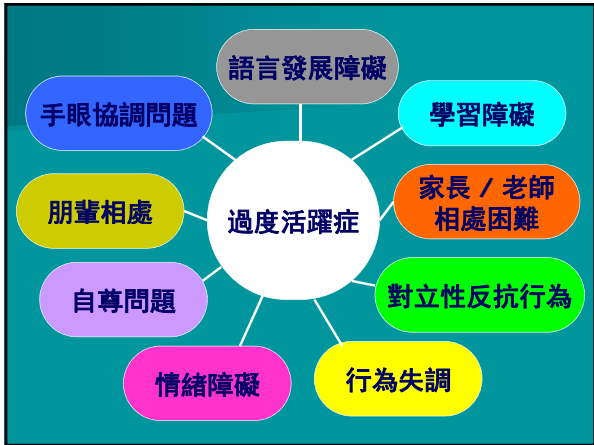 語言發展障礙
手眼協調問題
學習障礙
家長 / 老師
相處困難
朋輩相處
過度活躍症
自尊問題
對立性反抗行為
情緒障礙
行為失調